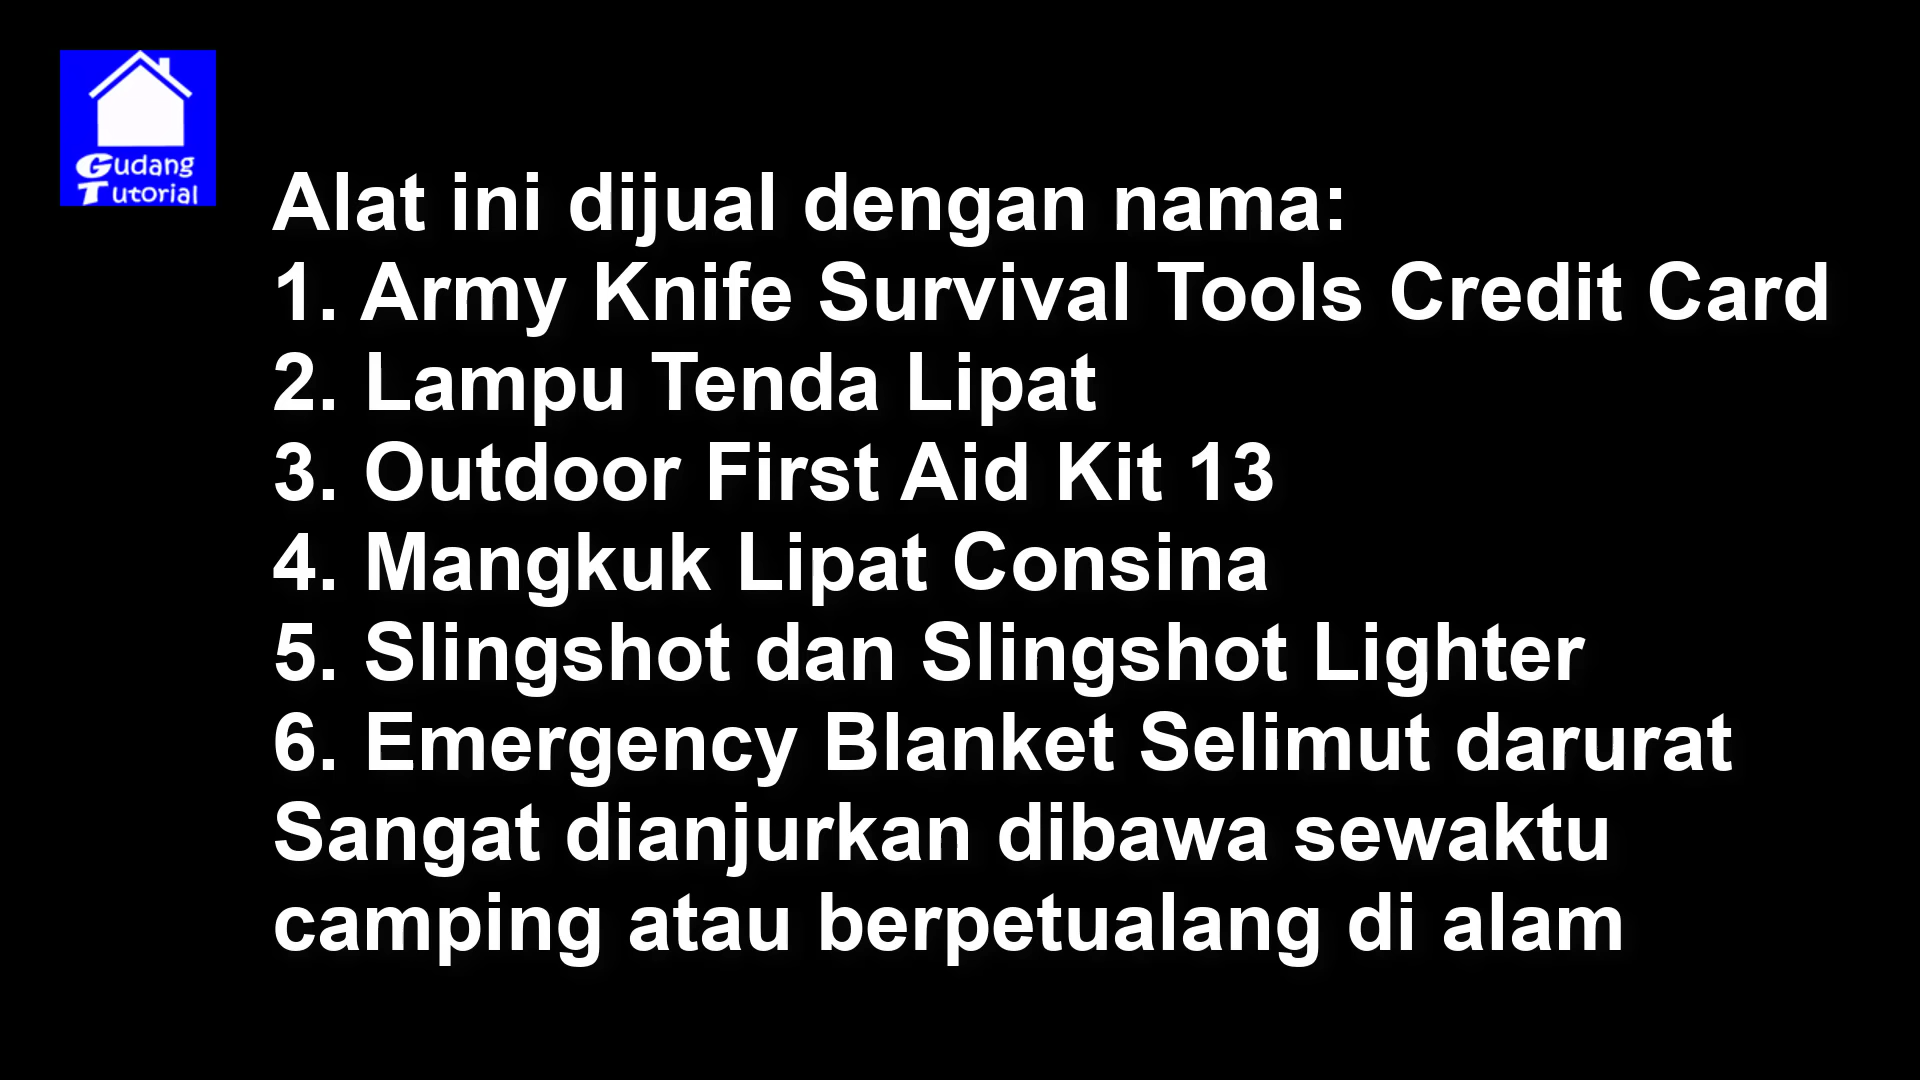 Gudang
Tutorial
Alat ini dijual dengan nama:
1. Army Knife Survival Tools Credit Card
2. Lampu Tenda Lipat
3. Outdoor First Aid Kit 13
4. Mangkuk Lipat Consina
5. Slingshot dan Slingshot Lighter
6. Emergency Blanket Selimut darurat
Sangat dianjurkan dibawa sewaktu
camping atau berpetualang di alam